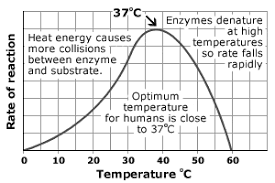 37°C
Heat energy causes
more collisions
between enzyme
and substrate.
Enzymes denature
at high
temperatures
so rate falls
rapidly
Optimum
temperature
for humans is close
to 37°C
Rate of reaction
0 10 20 30 40 50 60
Temperature °C